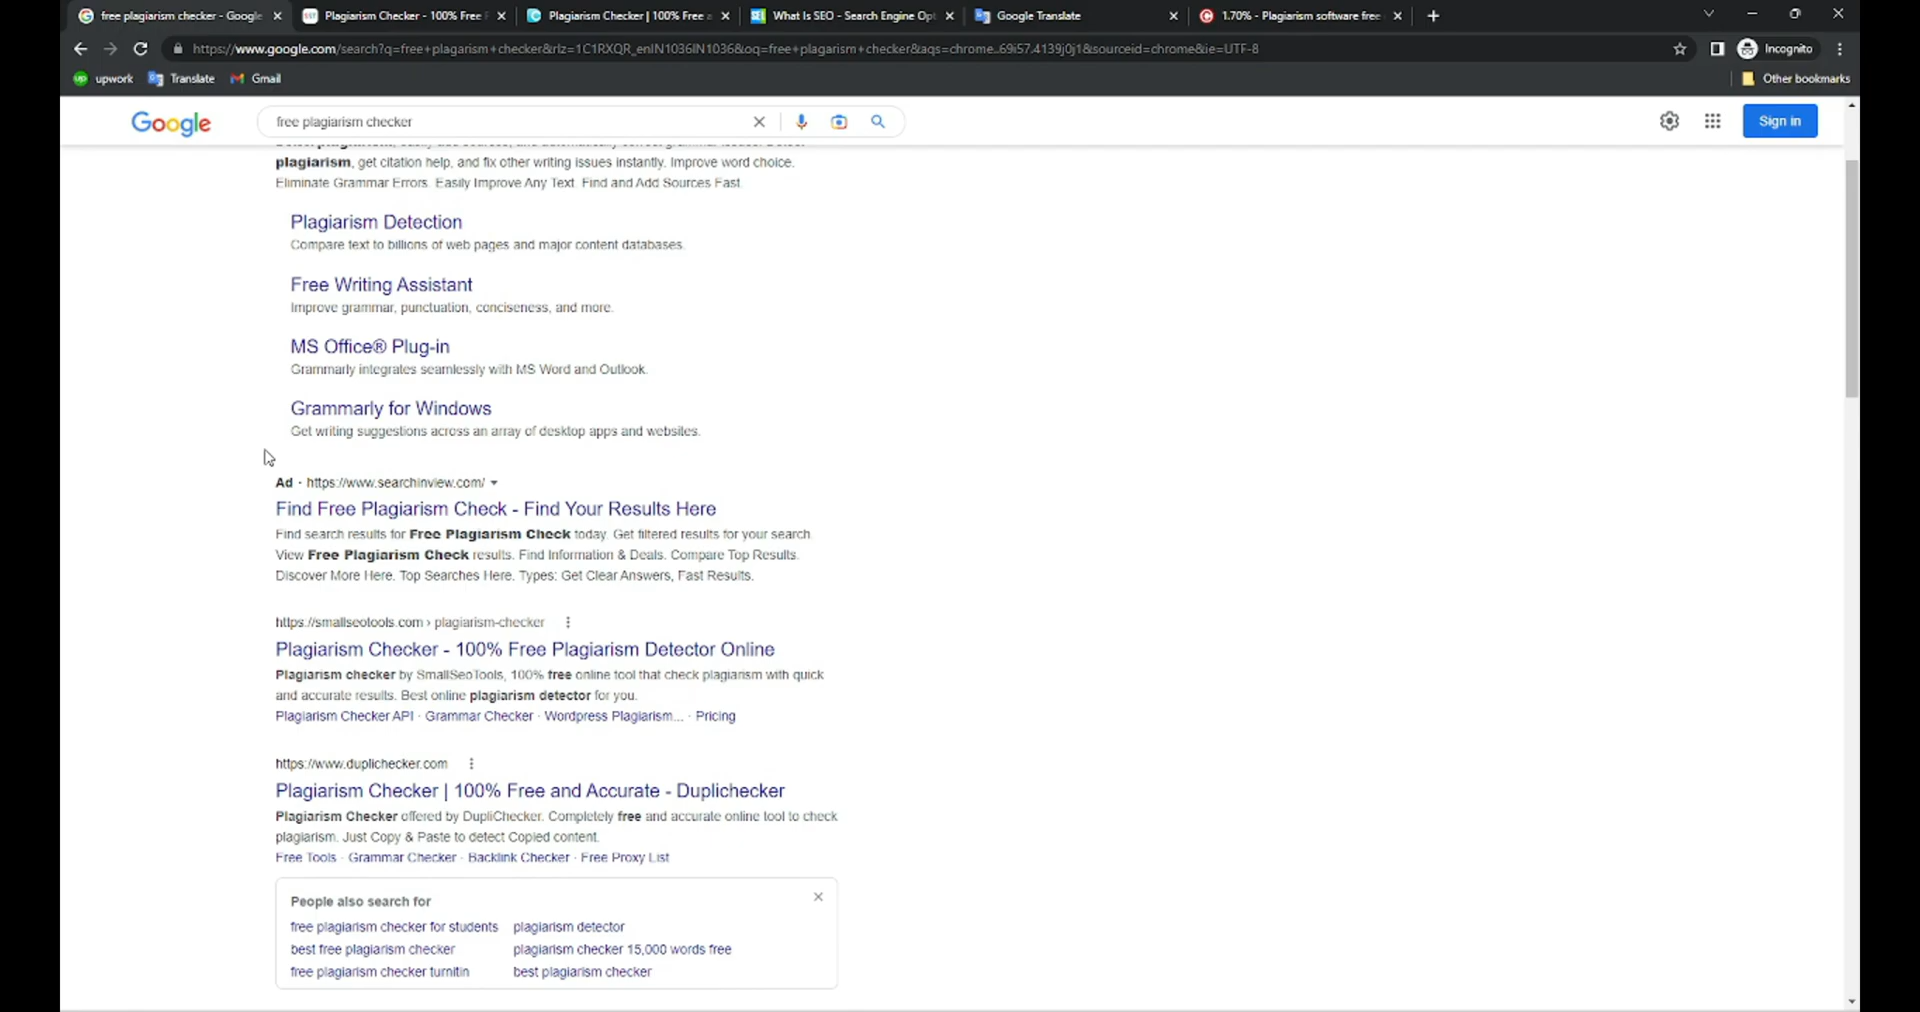 free plagiarism checker - Google
Plagiarism Checker - 100% Free
Plagiarism Checker | 100% Free a
What Is SEO - Search Engine Opt
Google Translate
1.70% - Plagiarism software free
https://www.google.com/search?q=free+plagarism+checker&rlz=1C1RXQR_enIN1036IN1036&oq=free+plagarism+checker&aqs=chrome..69i57.4139j0j1&sourceid=chrome&ie=UTF-8
Incognito
up upwork
Translate
Gmail
Other bookmarks
Google
free plagiarism checker
Sign in
plagiarism, get citation help, and fix other writing issues instantly. Improve word choice.
Eliminate Grammar Errors. Easily Improve Any Text. Find and Add Sources Fast.
Plagiarism Detection
Compare text to billions of web pages and major content databases.
Free Writing Assistant
Improve grammar, punctuation, conciseness, and more.
MS Office® Plug-in
Grammarly integrates seamlessly with MS Word and Outlook.
Grammarly for Windows
Get writing suggestions across an array of desktop apps and websites.
Ad · https://www.searchinview.com/
Find Free Plagiarism Check - Find Your Results Here
Find search results for Free Plagiarism Check today. Get filtered results for your search.
View Free Plagiarism Check results. Find Information & Deals. Compare Top Results.
Discover More Here. Top Searches Here. Types: Get Clear Answers, Fast Results.
https://smallseotools.com › plagiarism-checker
Plagiarism Checker - 100% Free Plagiarism Detector Online
Plagiarism checker by SmallSeoTools, 100% free online tool that check plagiarism with quick
and accurate results. Best online plagiarism detector for you.
Plagiarism Checker API · Grammar Checker · Wordpress Plagiarism... · Pricing
https://www.duplichecker.com
Plagiarism Checker | 100% Free and Accurate - Duplichecker
Plagiarism Checker offered by DupliChecker. Completely free and accurate online tool to check
plagiarism. Just Copy & Paste to detect Copied content.
Free Tools · Grammar Checker · Backlink Checker · Free Proxy List
People also search for
free plagiarism checker for students
plagiarism detector
best free plagiarism checker
plagiarism checker 15,000 words free
free plagiarism checker turnitin
best plagiarism checker